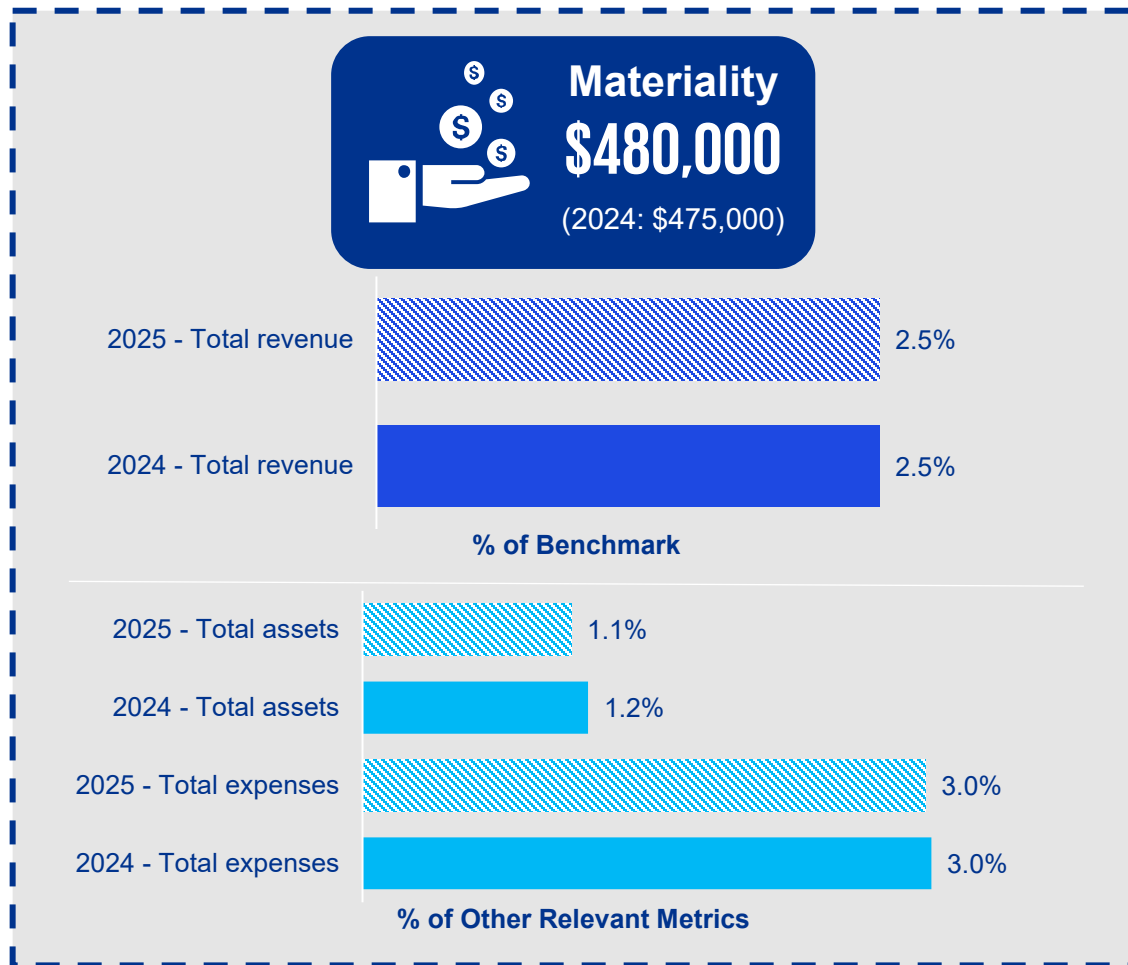 $
$
$
$
Materiality
$480,000
(2024: $475,000)
2025 - Total revenue
2.5%
2024 - Total revenue
2.5%
% of Benchmark
2025 - Total assets
1.1%
2024 - Total assets
1.2%
2025 - Total expenses
3.0%
2024 - Total expenses
3.0%
% of Other Relevant Metrics